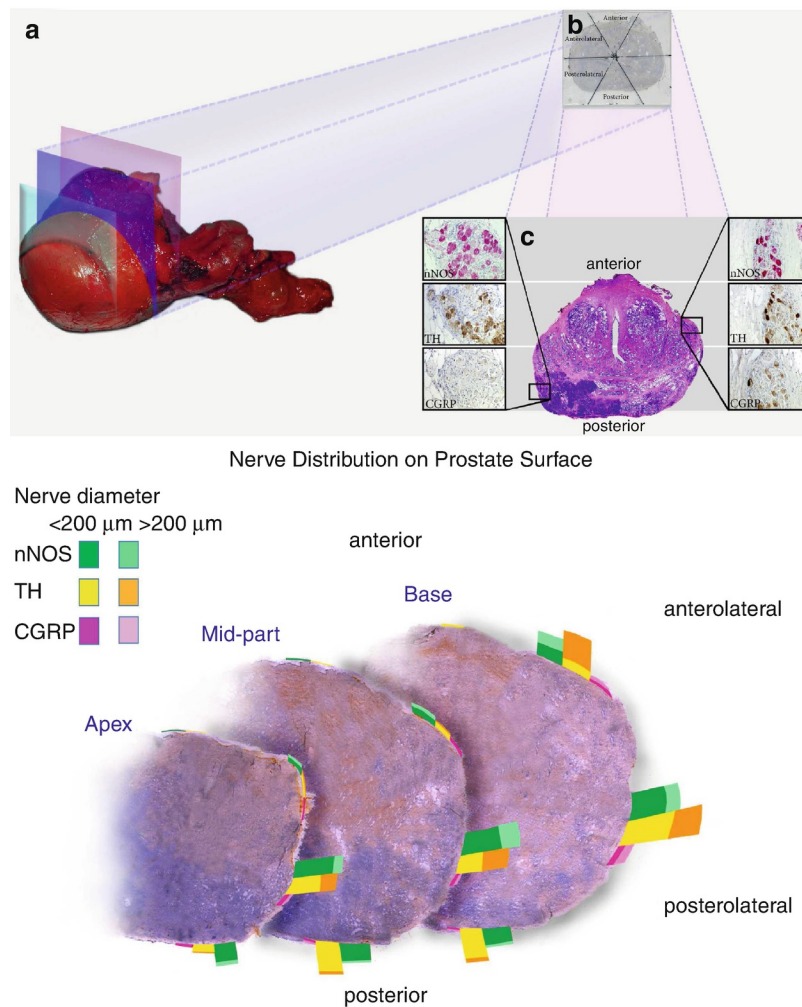 a
b
Anterior
Anterolateral
Posterolateral
Posterior
c
nNOS
TH
CGRP
anterior
posterior
nNOS
TH
CGRP
Nerve Distribution on Prostate Surface
Nerve diameter
<200 µm >200 µm
nNOS
TH
CGRP
anterior
Base
anterolateral
Mid-part
Apex
posterolateral
posterior